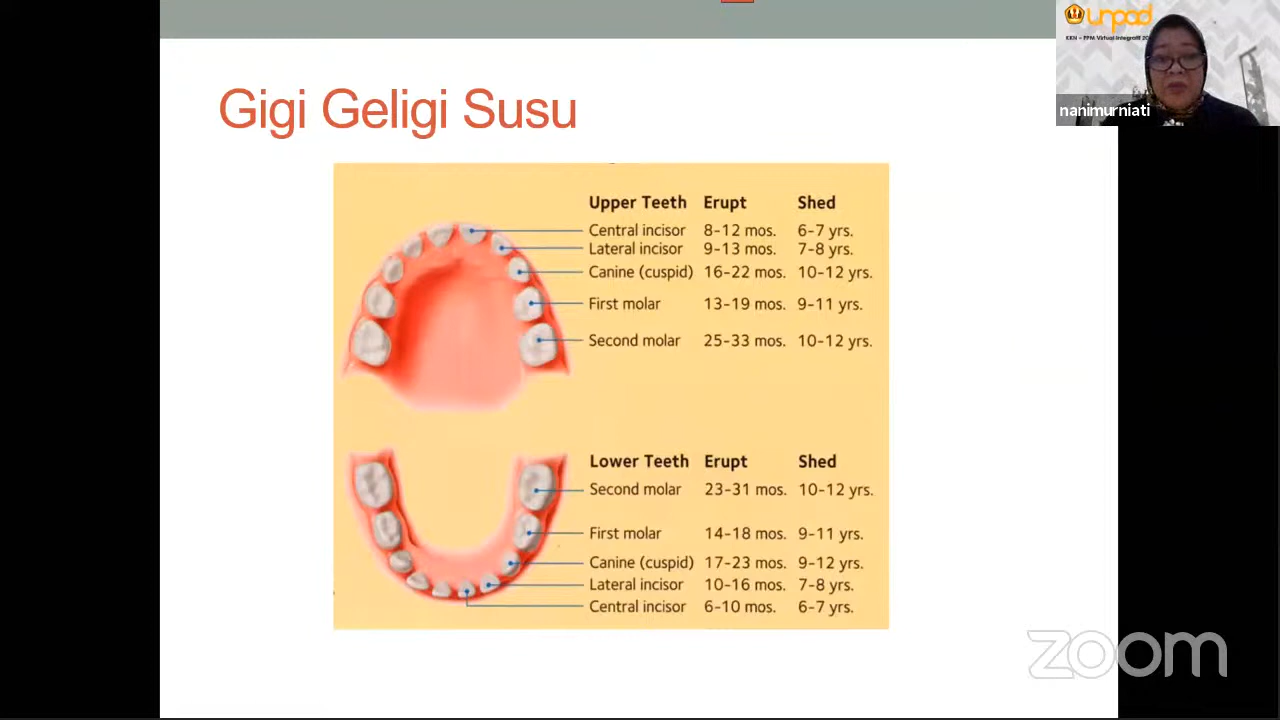 Gigi Geligi Susu
Upper Teeth Erupt Shed
Central incisor 8-12 mos. 6-7 yrs.
Lateral incisor 9-13 mos. 7-8 yrs.
Canine (cuspid) 16-22 mos. 10-12 yrs.
First molar 13-19 mos. 9-11 yrs.
Second molar 25-33 mos. 10-12 yrs.
Lower Teeth Erupt Shed
Second molar 23-31 mos. 10-12 yrs.
First molar 14-18 mos. 9-11 yrs.
Canine (cuspid) 17-23 mos. 9-12 yrs.
Lateral incisor 10-16 mos. 7-8 yrs.
Central incisor 6-10 mos. 6-7 yrs.
unpad
KKN - PPM Virtual Integratif
nanimurniati
zoom